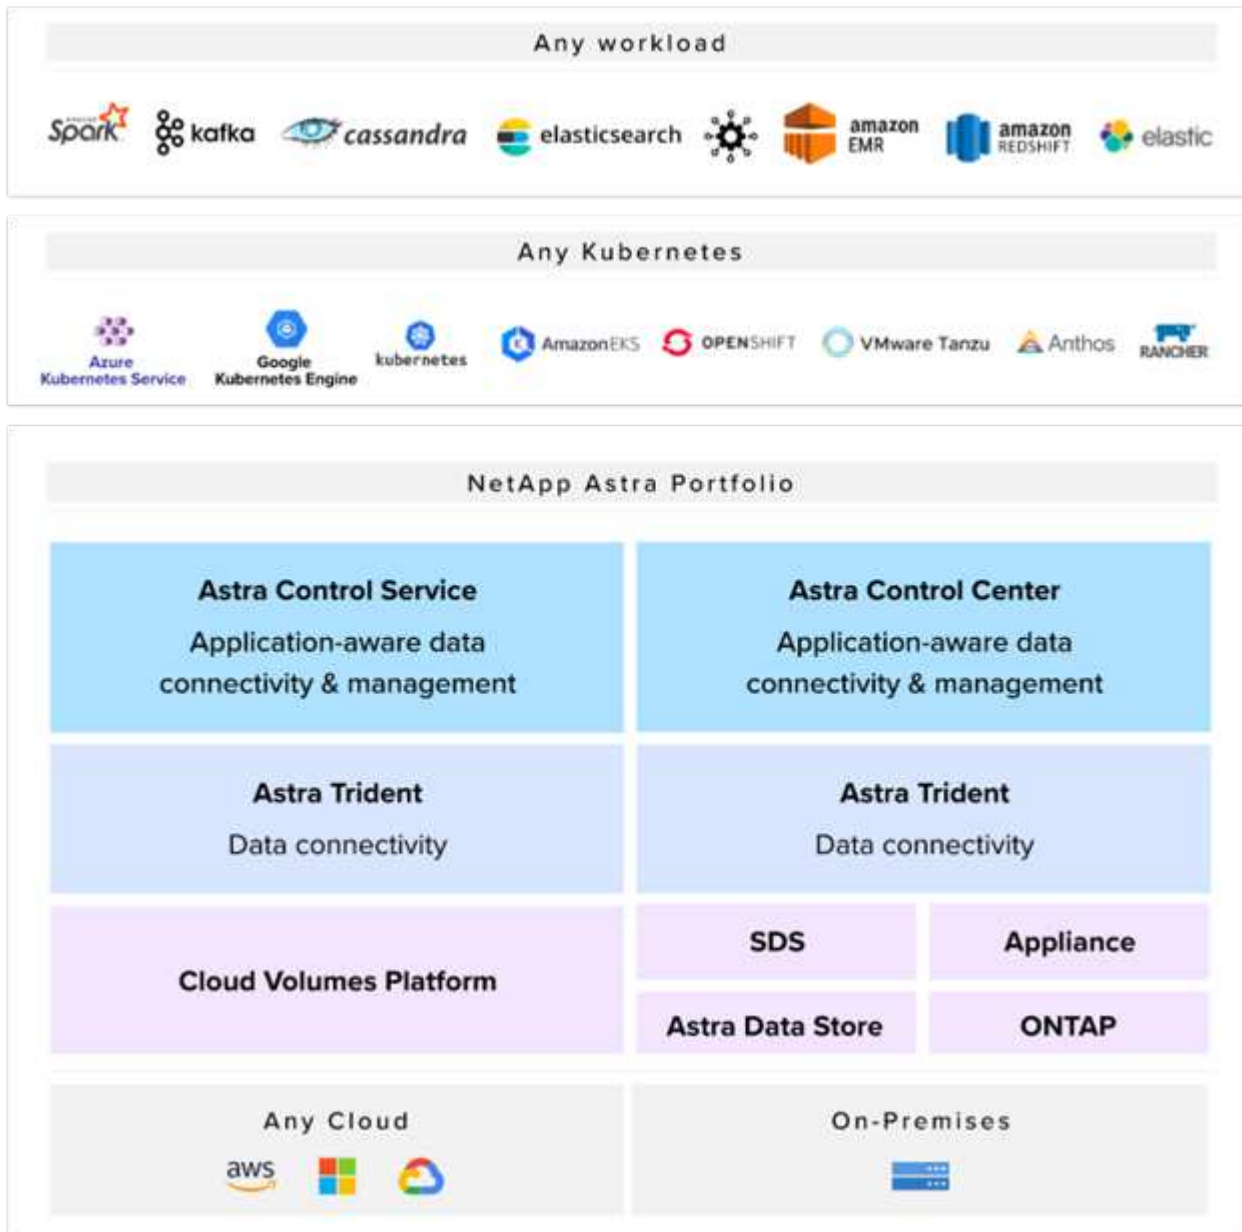 Any workload
APACHE
Spark
kafka
cassandra
elasticsearch
amazon
EMR
amazon
REDSHIFT
elastic
Any Kubernetes
Azure
Kubernetes Service
Google
Kubernetes Engine
kubernetes
AmazonEKS
OPENSHIFT
VMware Tanzu
Anthos
RANCHER
NetApp Astra Portfolio
Astra Control Service
Application-aware data
connectivity & management
Astra Control Center
Application-aware data
connectivity & management
Astra Trident
Data connectivity
Astra Trident
Data connectivity
Cloud Volumes Platform
SDS
Appliance
Astra Data Store
ONTAP
Any Cloud
aws
On-Premises